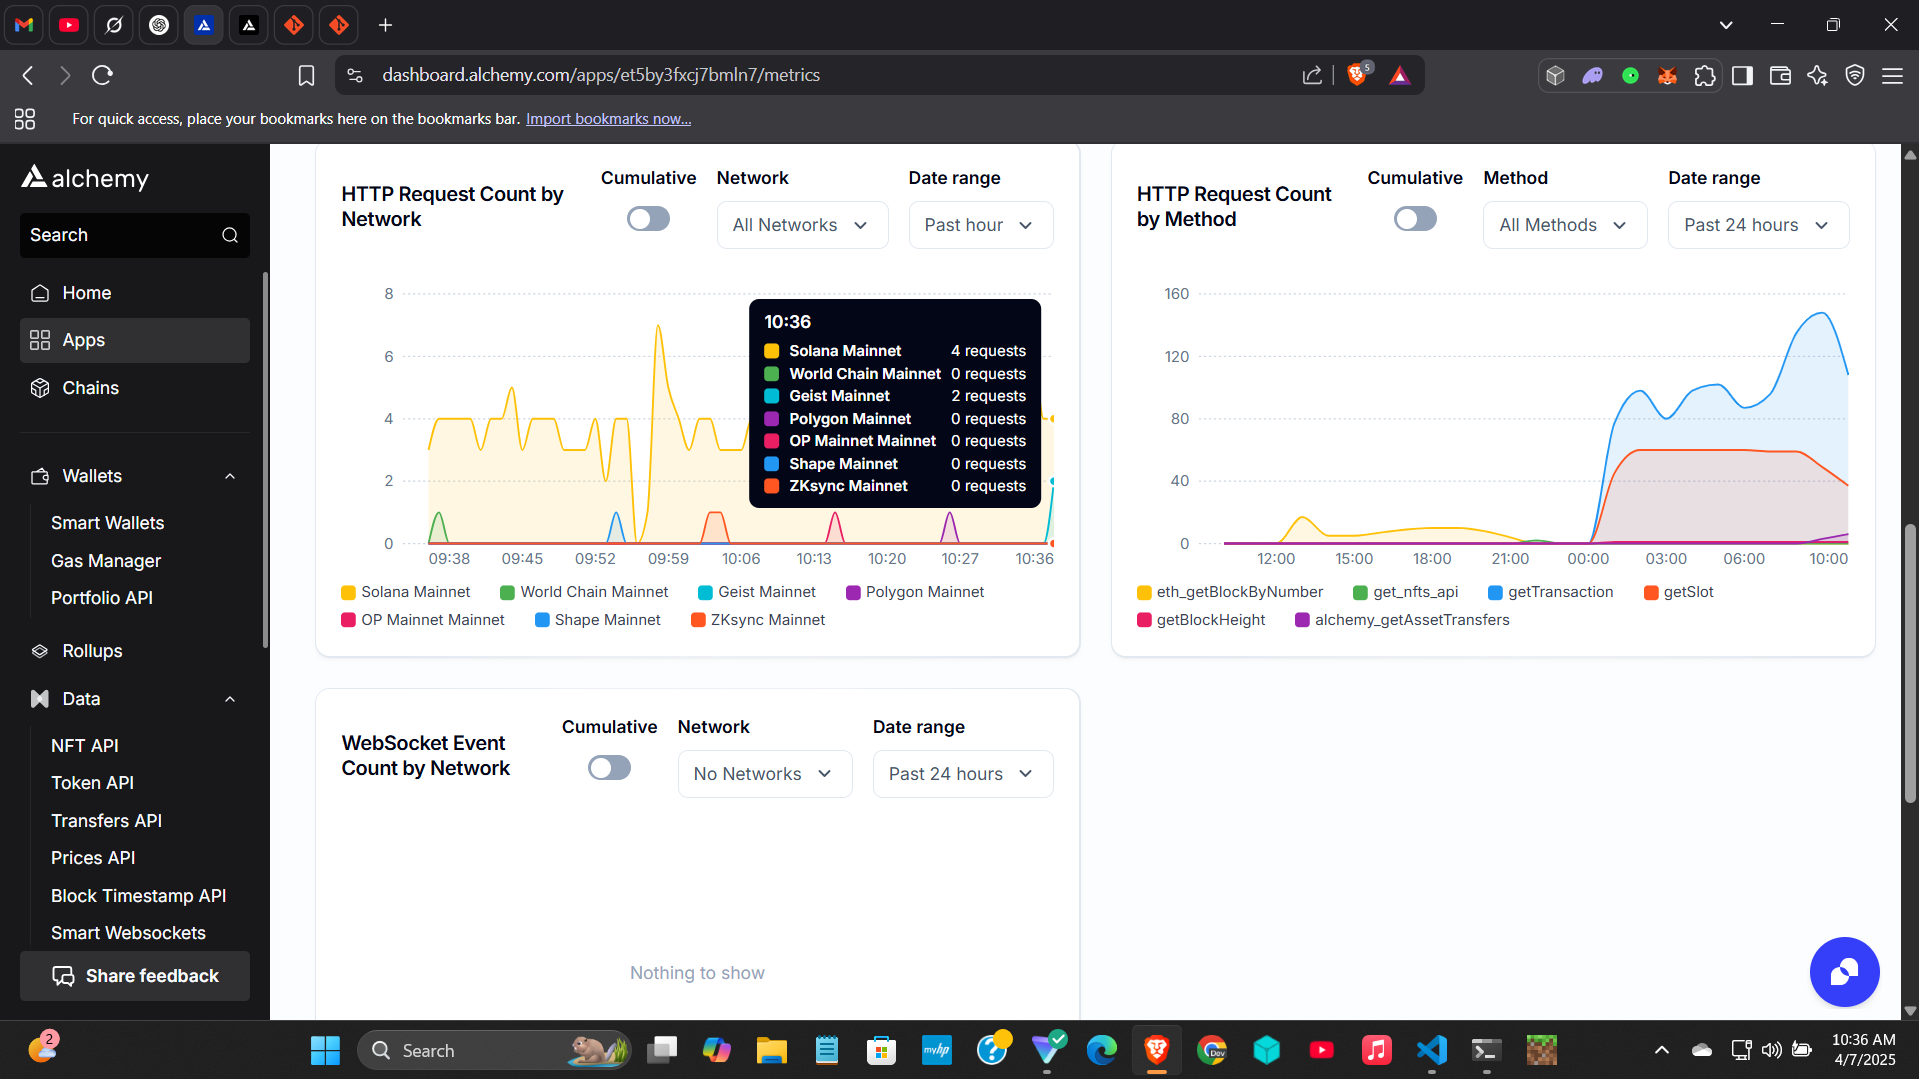 dashboard.alchemy.com/apps/et5by3fxcj7bmln7/metrics
5
For quick access, place your bookmarks here on the bookmarks bar. Import bookmarks now...
alchemy
Search
Home
Apps
Chains
Wallets
Smart Wallets
Gas Manager
Portfolio API
Rollups
Data
NFT API
Token API
Transfers API
Prices API
Block Timestamp API
Smart Websockets
Share feedback
HTTP Request Count by
Network
Cumulative
Network
All Networks
Date range
Past hour
8
6
4
2
0
09:38 09:45 09:52 09:59 10:06 10:13 10:20 10:27 10:36
10:36
Solana Mainnet 4 requests
World Chain Mainnet 0 requests
Geist Mainnet 2 requests
Polygon Mainnet 0 requests
OP Mainnet Mainnet 0 requests
Shape Mainnet 0 requests
ZKsync Mainnet 0 requests
Solana Mainnet World Chain Mainnet Geist Mainnet Polygon Mainnet
OP Mainnet Mainnet Shape Mainnet ZKsync Mainnet
HTTP Request Count
by Method
Cumulative
Method
All Methods
Date range
Past 24 hours
160
120
80
40
0
12:00 15:00 18:00 21:00 00:00 03:00 06:00 10:00
eth_getBlockByNumber get_nfts_api getTransaction getSlot
getBlockHeight alchemy_getAssetTransfers
WebSocket Event
Count by Network
Cumulative
Network
No Networks
Date range
Past 24 hours
Nothing to show
2
Search
myhp
Dev
10:36 AM
4/7/2025